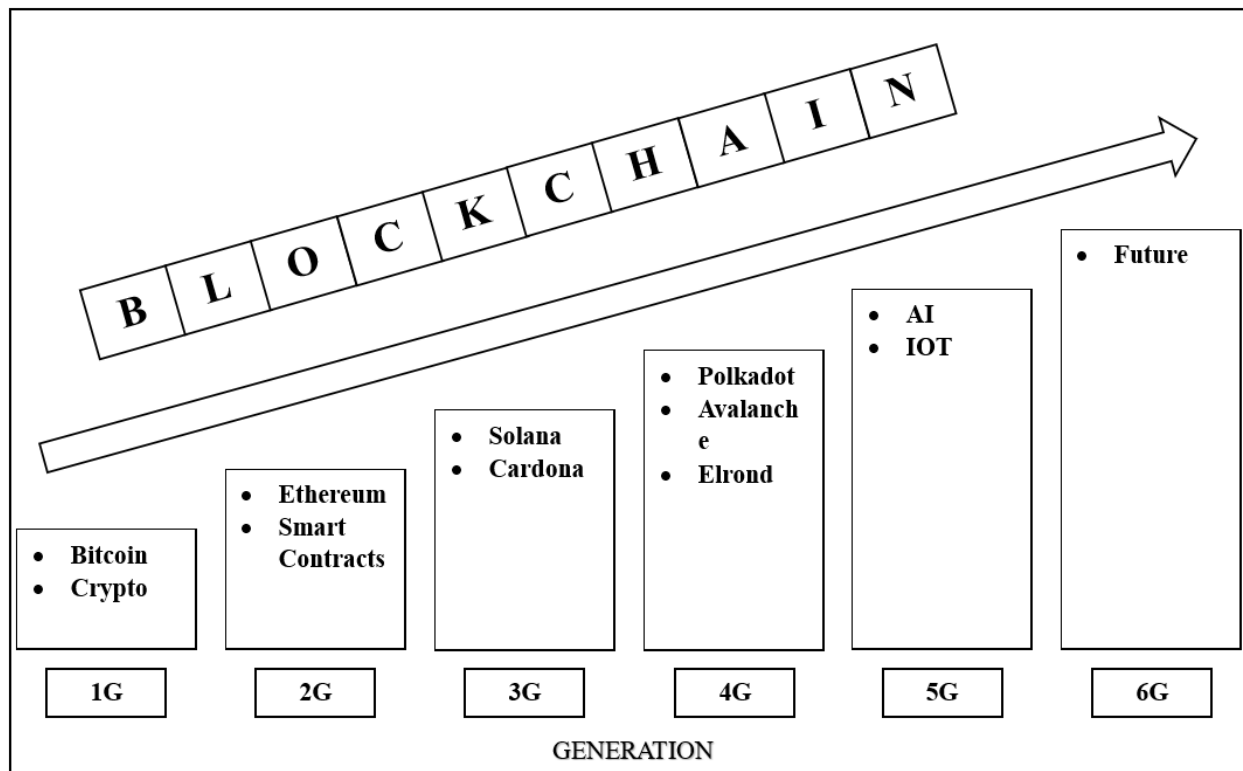 BLOCKCHAIN
• Future
• AI
• IOT
• Polkadot
• Avalanch
e
• Elrond
• Solana
• Cardona
• Ethereum
• Smart
Contracts
• Bitcoin
• Crypto
1G 2G 3G 4G 5G 6G
GENERATION